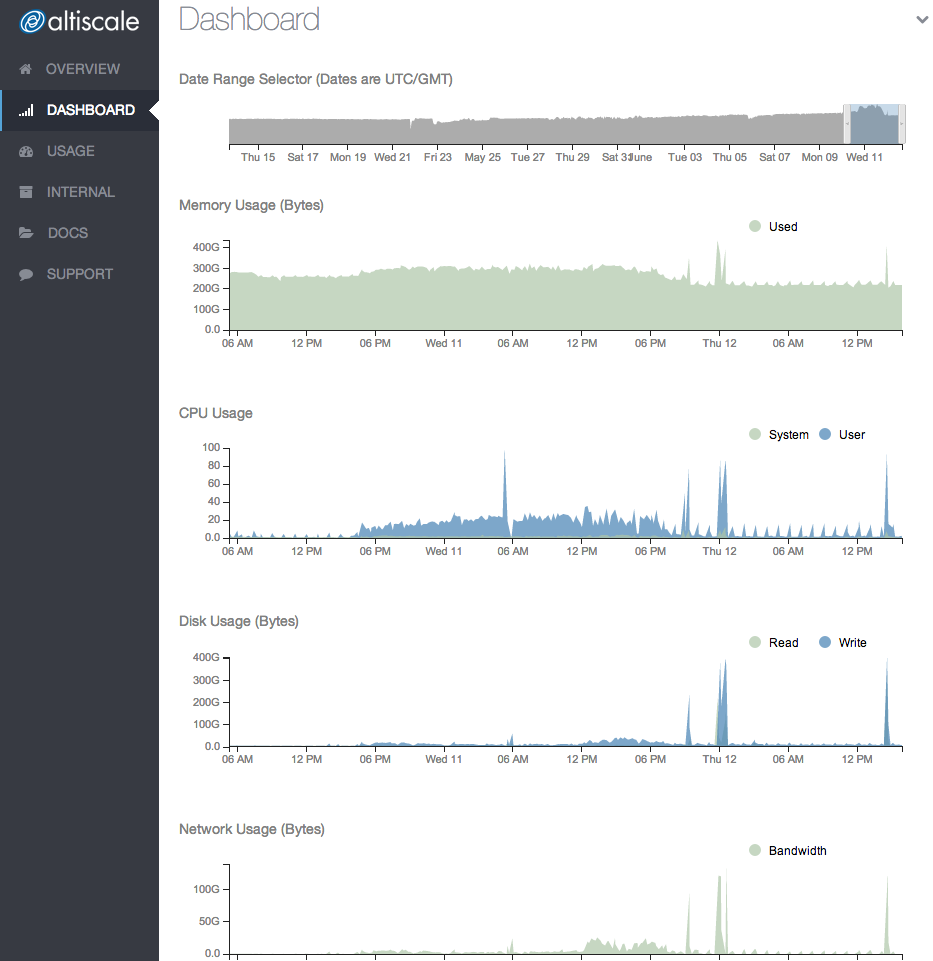 altiscale
OVERVIEW
DASHBOARD
USAGE
INTERNAL
DOCS
SUPPORT
Dashboard
Date Range Selector (Dates are UTC/GMT)
Thu 15 Sat 17 Mon 19 Wed 21 Fri 23 May 25 Tue 27 Thu 29 Sat 31 June Tue 03 Thu 05 Sat 07 Mon 09 Wed 11
Memory Usage (Bytes)
Used
400G
300G
200G
100G
0.0
06 AM 12 PM 06 PM Wed 11 06 AM 12 PM 06 PM Thu 12 06 AM 12 PM
CPU Usage
System User
100
80
60
40
20
0.0
06 AM 12 PM 06 PM Wed 11 06 AM 12 PM 06 PM Thu 12 06 AM 12 PM
Disk Usage (Bytes)
Read Write
400G
300G
200G
100G
0.0
06 AM 12 PM 06 PM Wed 11 06 AM 12 PM 06 PM Thu 12 06 AM 12 PM
Network Usage (Bytes)
Bandwidth
100G
50G
0.0